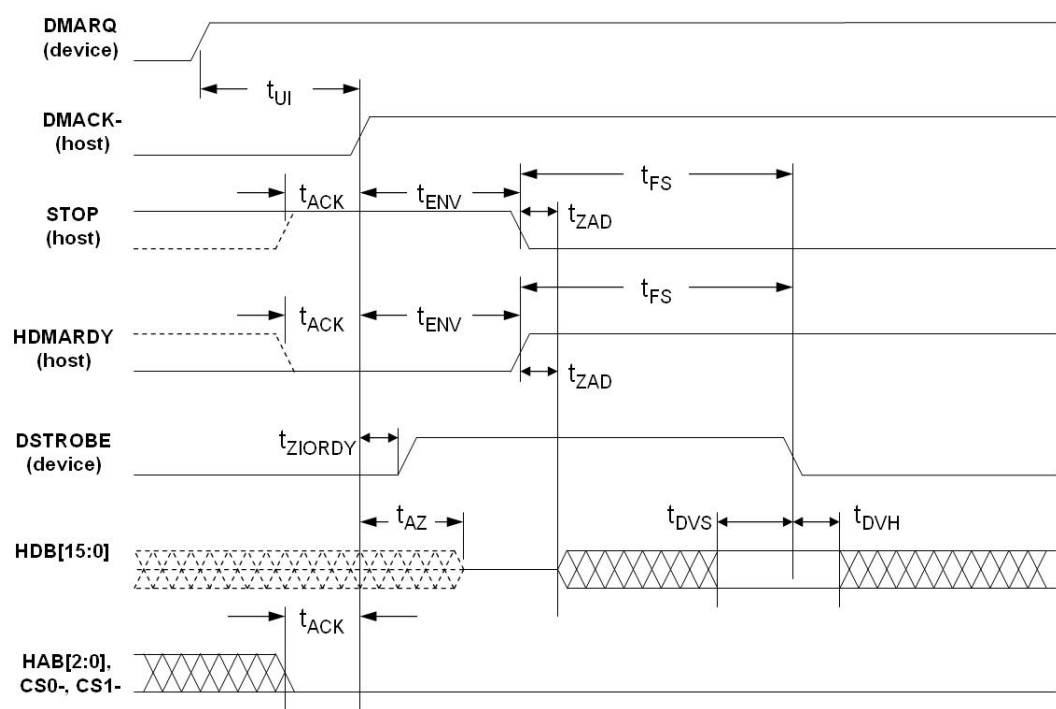 DMARQ
(device)
tUI
DMACK-
(host)
tFS
tACK
tENV
STOP
(host)
tZAD
tFS
tACK
tENV
HDMARDY
(host)
tZAD
DSTROBE
(device)
tZIORDY
tAZ
tDVS
tDVH
HDB[15:0]
tACK
HAB[2:0],
CS0-, CS1-